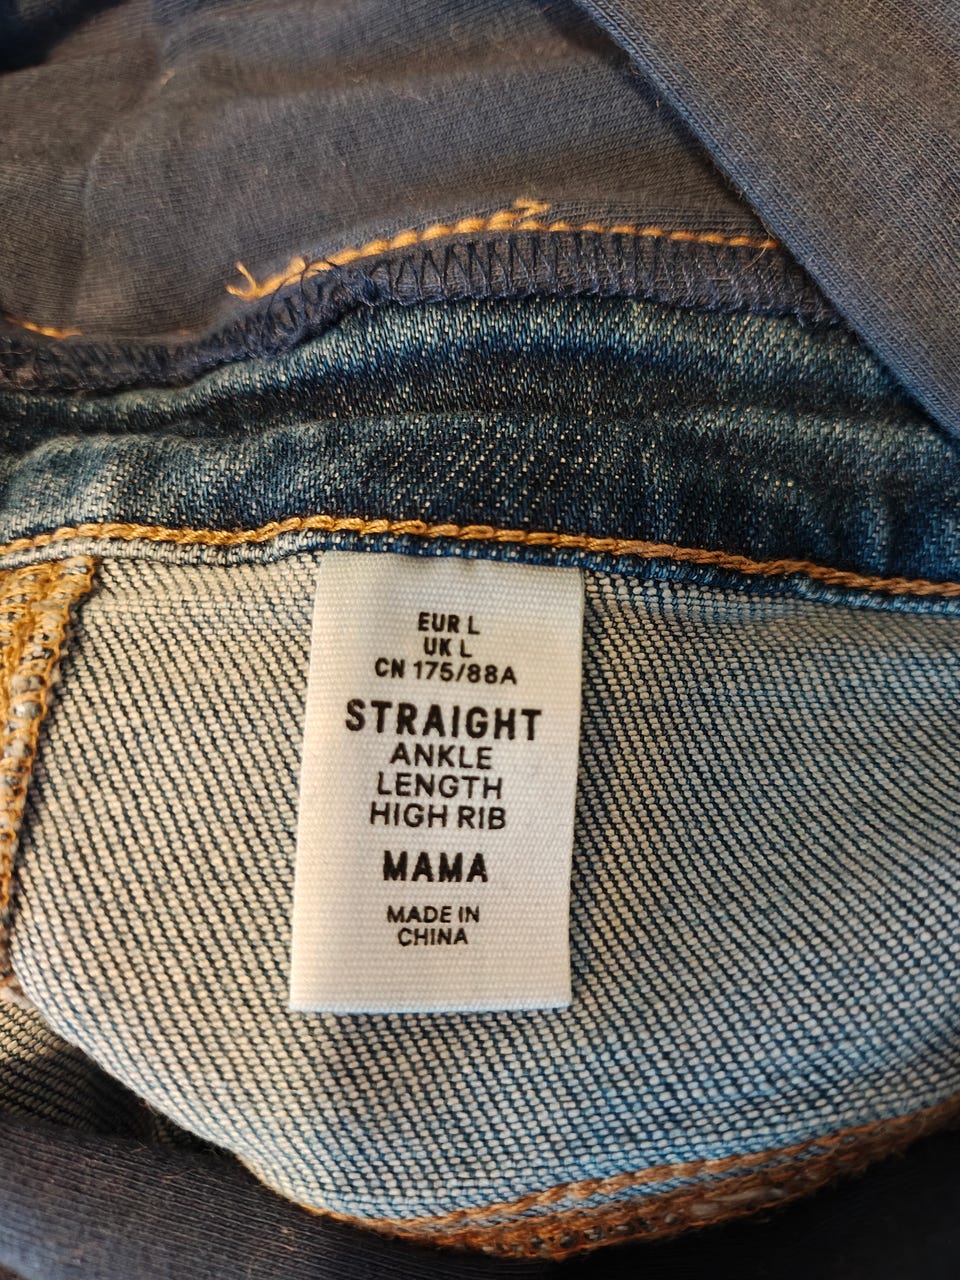 EUR L
UK L
CN 175/88A
STRAIGHT
ANKLE
LENGTH
HIGH RIB
MAMA
MADE IN
CHINA